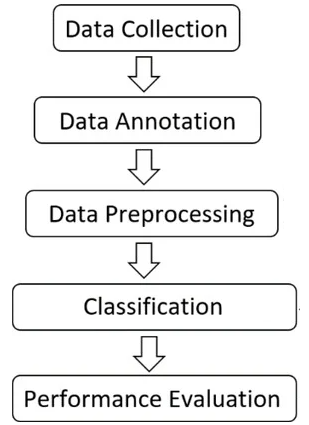 Data Collection
Data Annotation
Data Preprocessing
Classification
Performance Evaluation